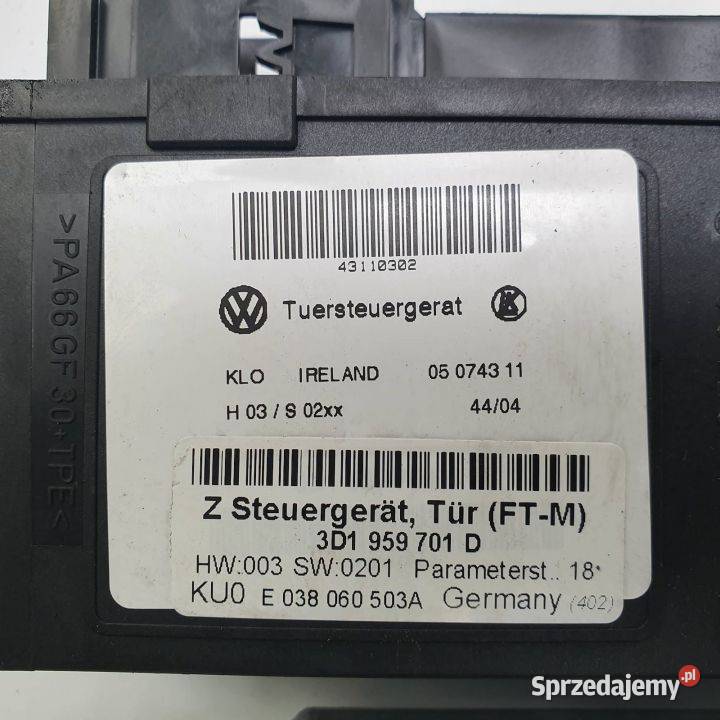 43110302
Tuersteuergerat
KLO IRELAND 05 0743 11
H 03 / S 02xx 44/04
Z Steuergerät, Tür (FT-M)
3D1 959 701 D
HW:003 SW:0201 Parameterst.. 18*
KU0 E 038 060 503A Germany (402)
>PA66GF30+TPE<
Sprzedajemy.pl